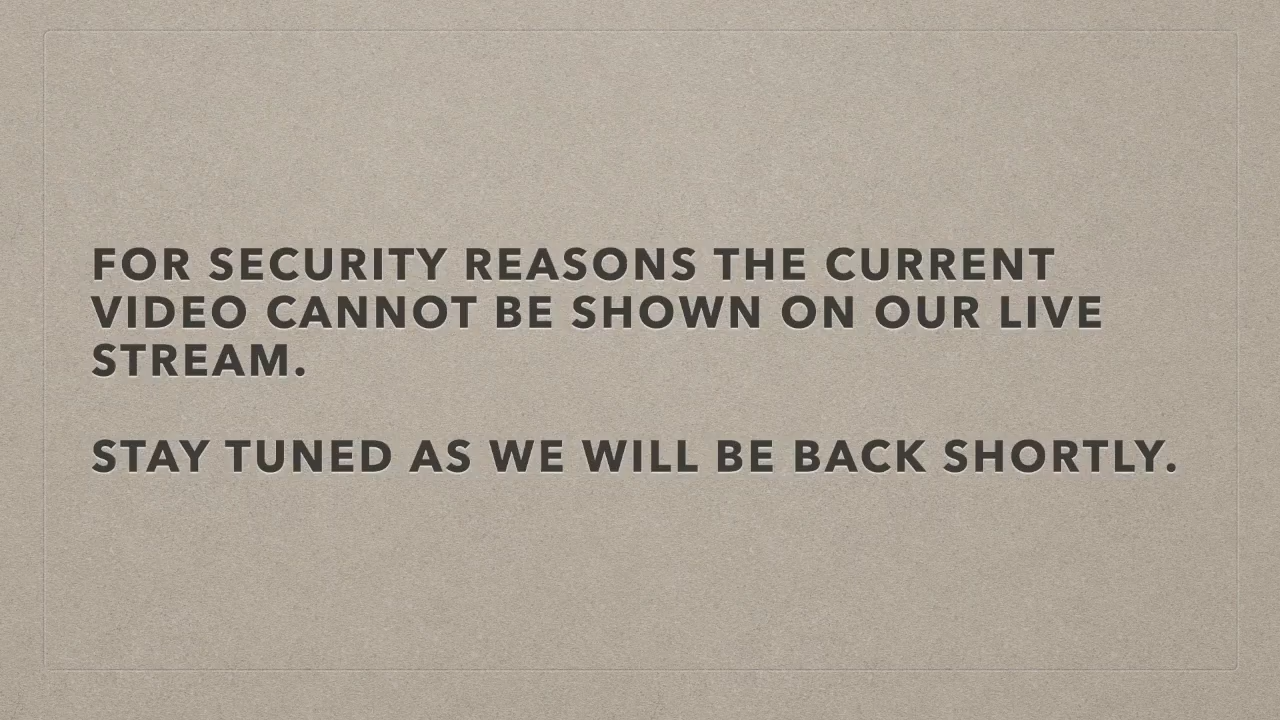 FOR SECURITY REASONS THE CURRENT
VIDEO CANNOT BE SHOWN ON OUR LIVE
STREAM.
STAY TUNED AS WE WILL BE BACK SHORTLY.